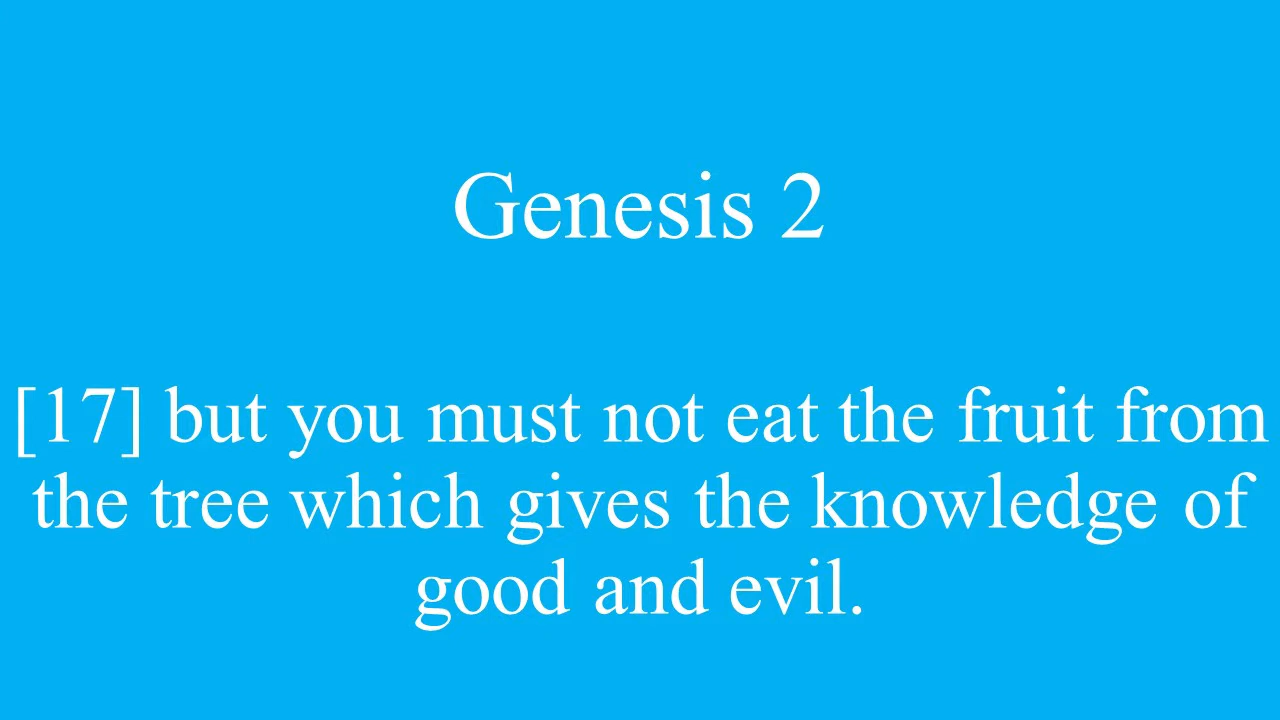 Genesis 2
[17] but you must not eat the fruit from
the tree which gives the knowledge of
good and evil.